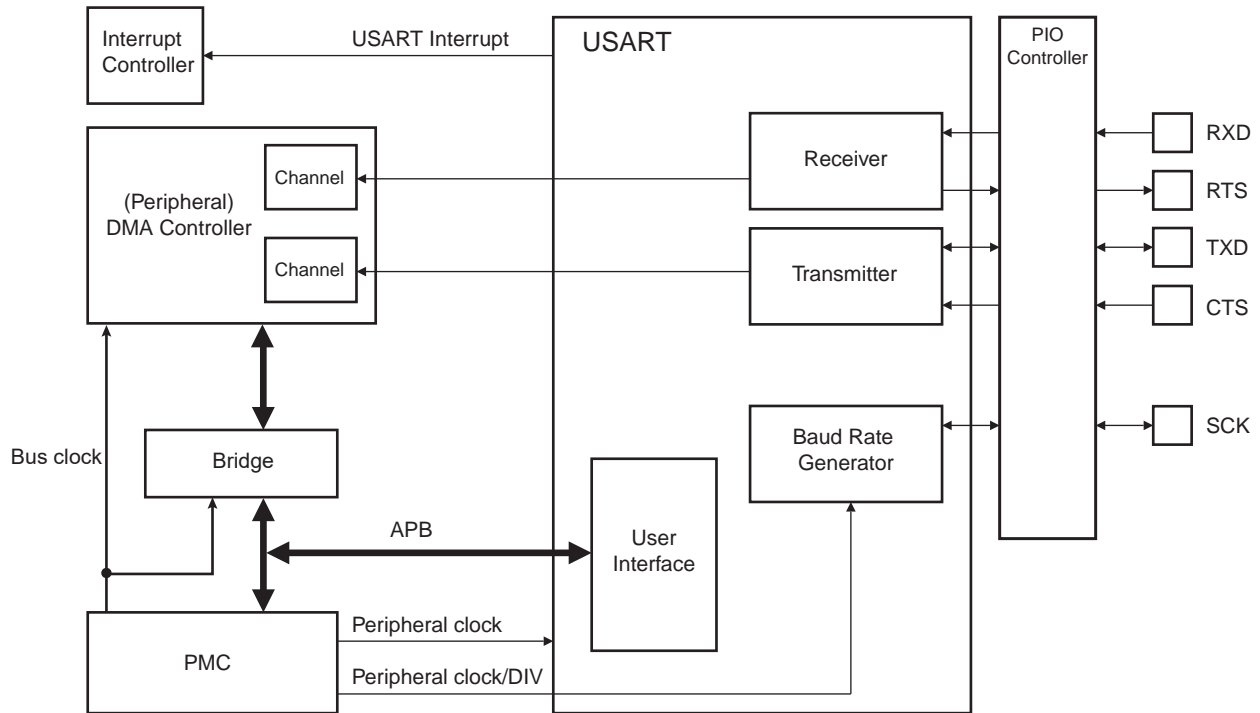 Interrupt
Controller
USART Interrupt
USART
PIO
Controller
(Peripheral)
DMA Controller
Channel
Channel
Receiver
Transmitter
RXD
RTS
TXD
CTS
SCK
Baud Rate
Generator
Bus clock
Bridge
APB
User
Interface
PMC
Peripheral clock
Peripheral clock/DIV